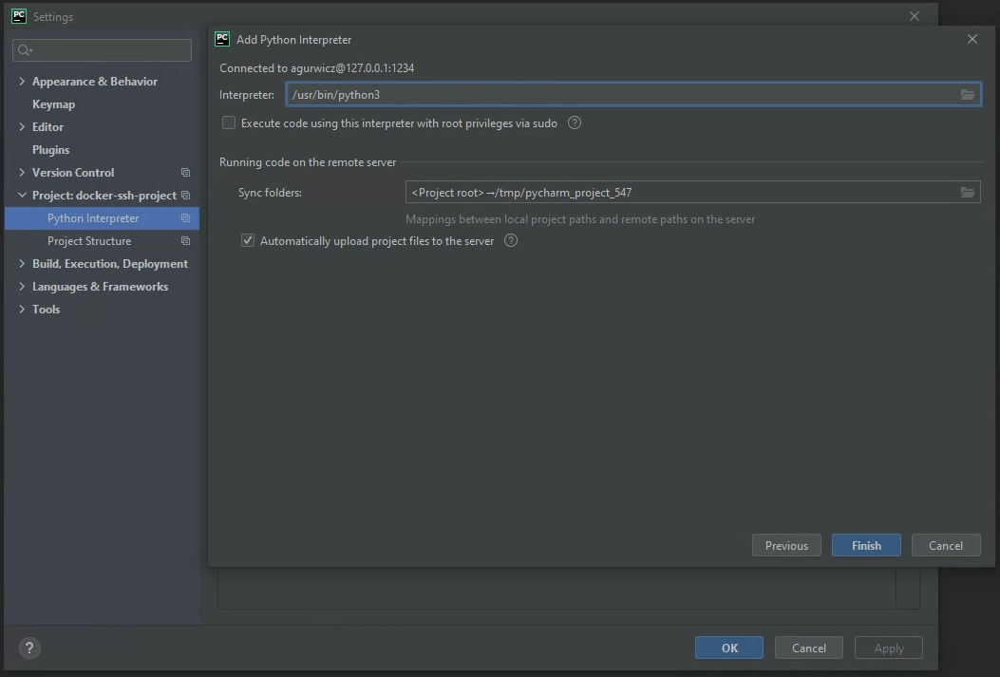 PC Settings
PC Add Python Interpreter
Connected to agurwicz@127.0.0.1:1234
Interpreter: /usr/bin/python3
Execute code using this interpreter with root privileges via sudo ?
Running code on the remote server
Sync folders: <Project root>→/tmp/pycharm_project_547
Mappings between local project paths and remote paths on the server
Automatically upload project files to the server ?
Appearance & Behavior
Keymap
Editor
Plugins
Version Control
Project: docker-ssh-project
Python Interpreter
Project Structure
Build, Execution, Deployment
Languages & Frameworks
Tools
Previous Finish Cancel
? OK Cancel Apply